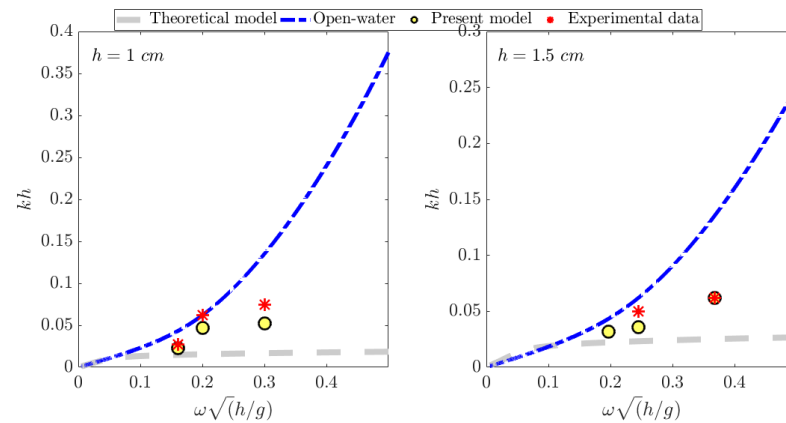 Theoretical model Open-water Present model Experimental data
h = 1 cm
0.4
0.35
0.3
0.25
0.2
0.15
0.1
0.05
0
kh
0 0.1 0.2 0.3 0.4
ω√(h/g)
h = 1.5 cm
0.3
0.25
0.2
0.15
0.1
0.05
0
kh
0 0.1 0.2 0.3 0.4
ω√(h/g)